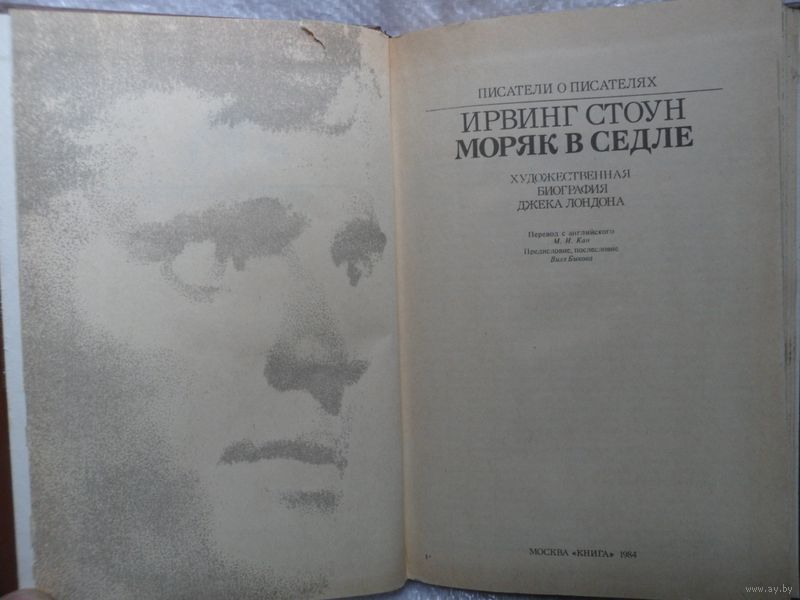 ПИСАТЕЛИ О ПИСАТЕЛЯХ
ИРВИНГ СТОУН
МОРЯК В СЕДЛЕ
ХУДОЖЕСТВЕННАЯ
БИОГРАФИЯ
ДЖЕКА ЛОНДОНА
Перевод с английского
М. И. Кан
Предисловие, послесловие
Вил Быкова
МОСКВА «КНИГА» 1984
www.ay.by